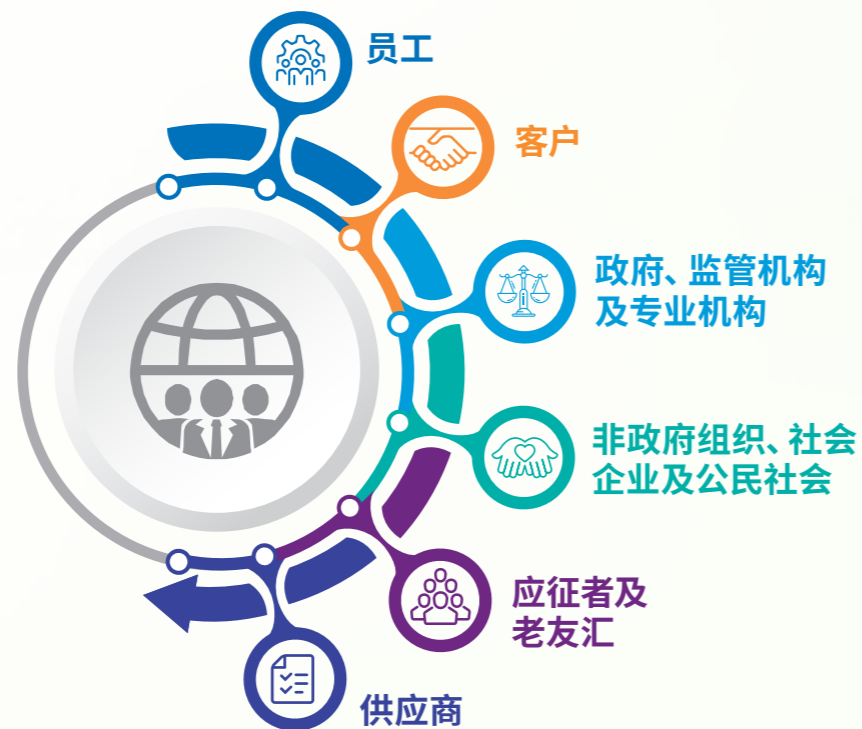 员工
客户
政府、监管机构
及专业机构
非政府组织、社会
企业及公民社会
应征者及
老友汇
供应商